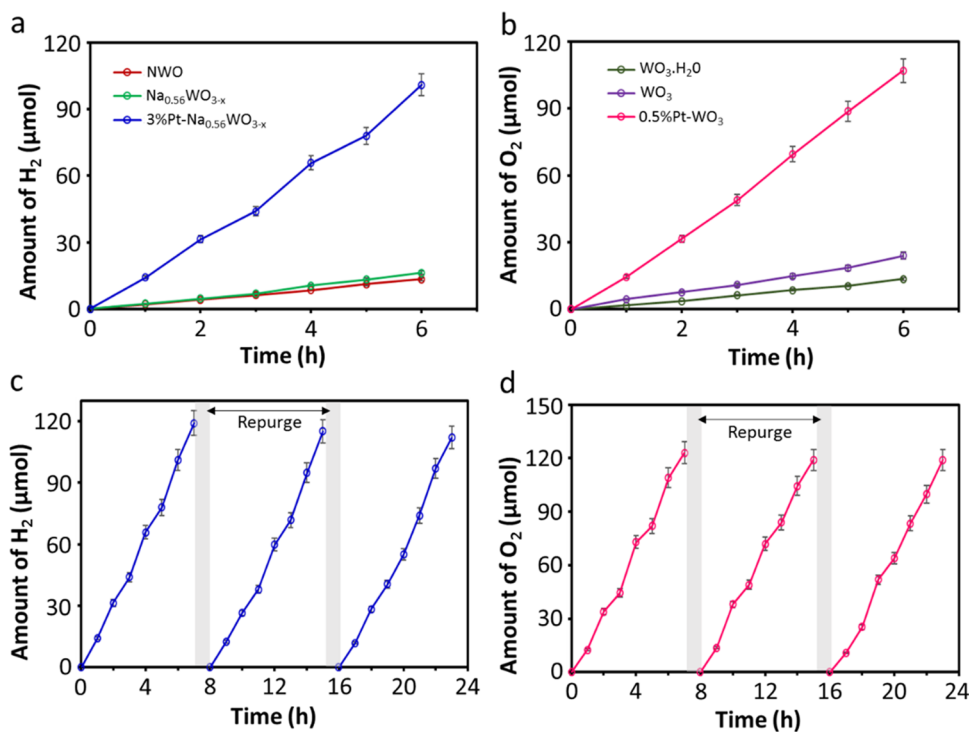 a
120
90
60
30
0
Amount of H₂ (μmol)
NWO
Na₀.₅₆WO₃₋ₓ
3%Pt-Na₀.₅₆WO₃₋ₓ
0 2 4 6
Time (h)
b
120
90
60
30
0
Amount of O₂ (μmol)
WO₃.H₂0
WO₃
0.5%Pt-WO₃
0 2 4 6
Time (h)
c
120
90
60
30
0
Amount of H₂ (μmol)
Repurge
0 4 8 12 16 20 24
Time (h)
d
150
120
90
60
30
0
Amount of O₂ (μmol)
Repurge
0 4 8 12 16 20 24
Time (h)